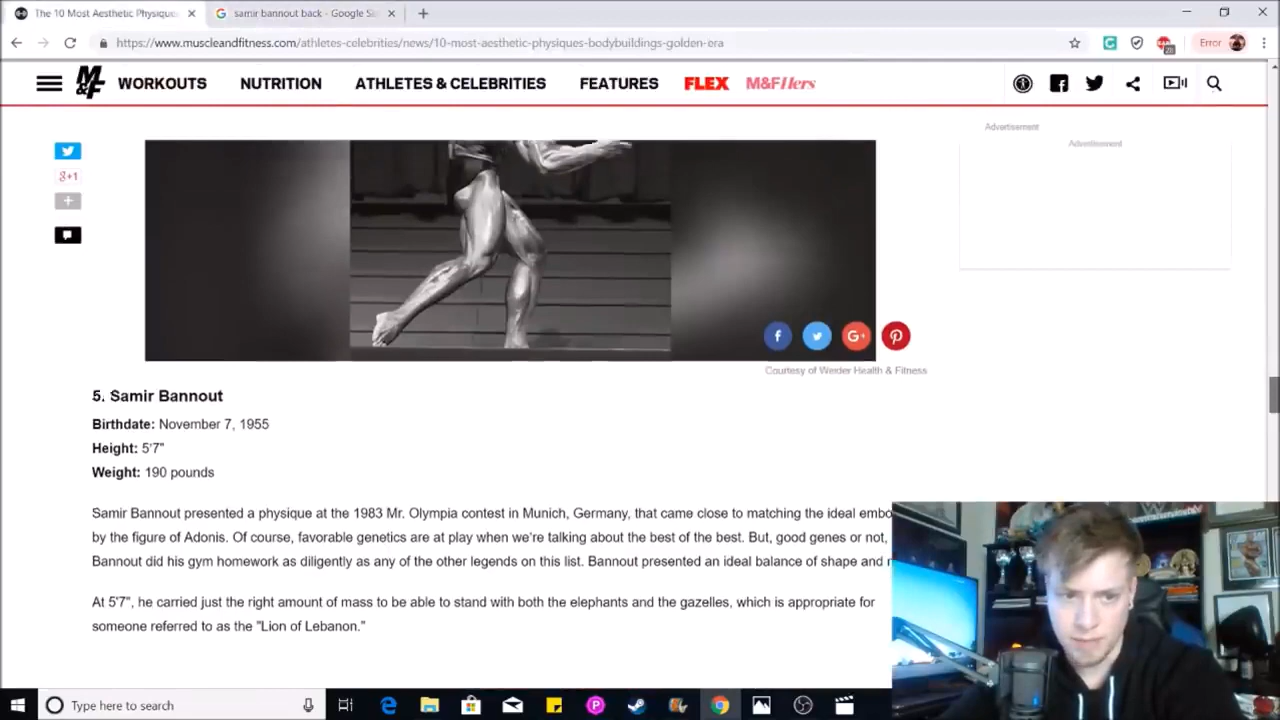 The 10 Most Aesthetic Physiques
samir bannout back - Google S
https://www.muscleandfitness.com/athletes-celebrities/news/10-most-aesthetic-physiques-bodybuildings-golden-era
Error
M&F
WORKOUTS
NUTRITION
ATHLETES & CELEBRITIES
FEATURES
FLEX
M&F Hers
Advertisement
Advertisement
g+1
Courtesy of Weider Health & Fitness
5. Samir Bannout
Birthdate: November 7, 1955
Height: 5'7"
Weight: 190 pounds
Samir Bannout presented a physique at the 1983 Mr. Olympia contest in Munich, Germany, that came close to matching the ideal embo
by the figure of Adonis. Of course, favorable genetics are at play when we're talking about the best of the best. But, good genes or not,
Bannout did his gym homework as diligently as any of the other legends on this list. Bannout presented an ideal balance of shape and
At 5'7", he carried just the right amount of mass to be able to stand with both the elephants and the gazelles, which is appropriate for
someone referred to as the "Lion of Lebanon."
Type here to search